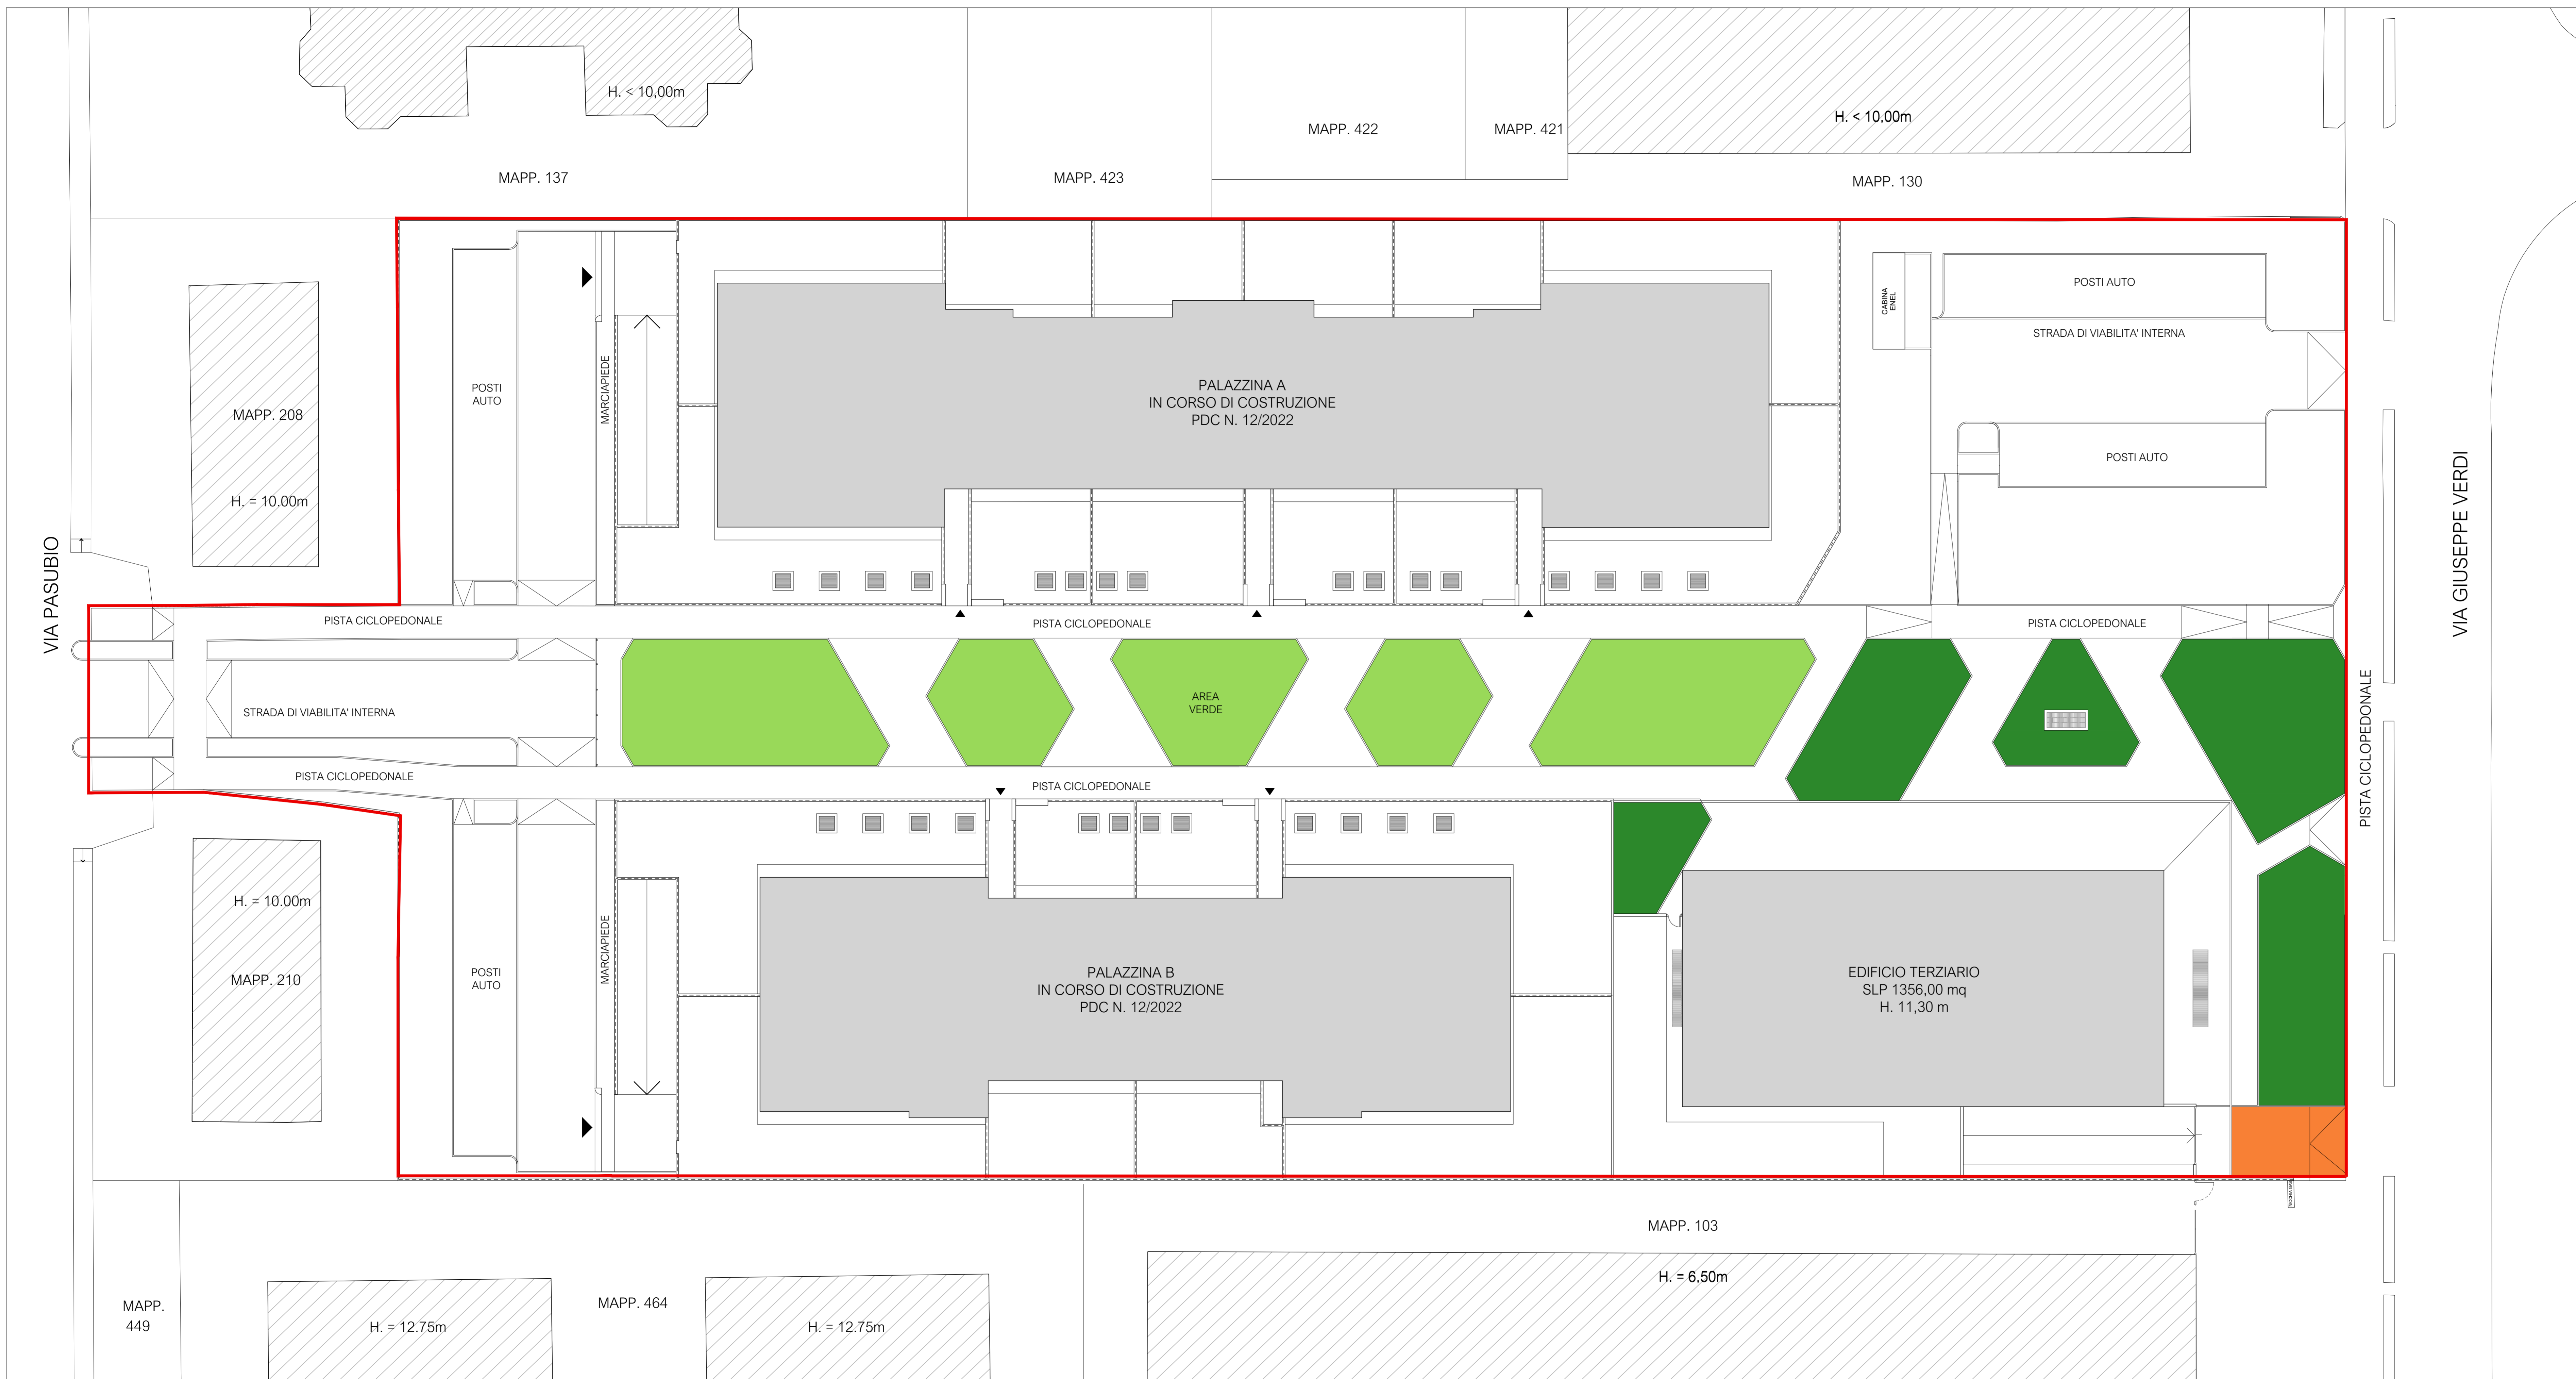 H. < 10,00m
H. < 10,00m
MAPP. 422
MAPP. 421
MAPP. 137
MAPP. 423
MAPP. 130
CABINA
ENEL
POSTI AUTO
STRADA DI VIABILITA' INTERNA
POSTI
AUTO
MARCIAPIEDE
PALAZZINA A
IN CORSO DI COSTRUZIONE
PDC N. 12/2022
MAPP. 208
H. = 10.00m
POSTI AUTO
VIA PASUBIO
VIA GIUSEPPE VERDI
PISTA CICLOPEDONALE
PISTA CICLOPEDONALE
PISTA CICLOPEDONALE
AREA
VERDE
STRADA DI VIABILITA' INTERNA
PISTA CICLOPEDONALE
PISTA CICLOPEDONALE
PISTA CICLOPEDONALE
H. = 10.00m
MAPP. 210
POSTI
AUTO
MARCIAPIEDE
PALAZZINA B
IN CORSO DI COSTRUZIONE
PDC N. 12/2022
EDIFICIO TERZIARIO
SLP 1356,00 mq
H. 11,30 m
MAPP. 103
H. = 6,50m
MAPP.
449
MAPP. 464
H. = 12.75m
H. = 12.75m